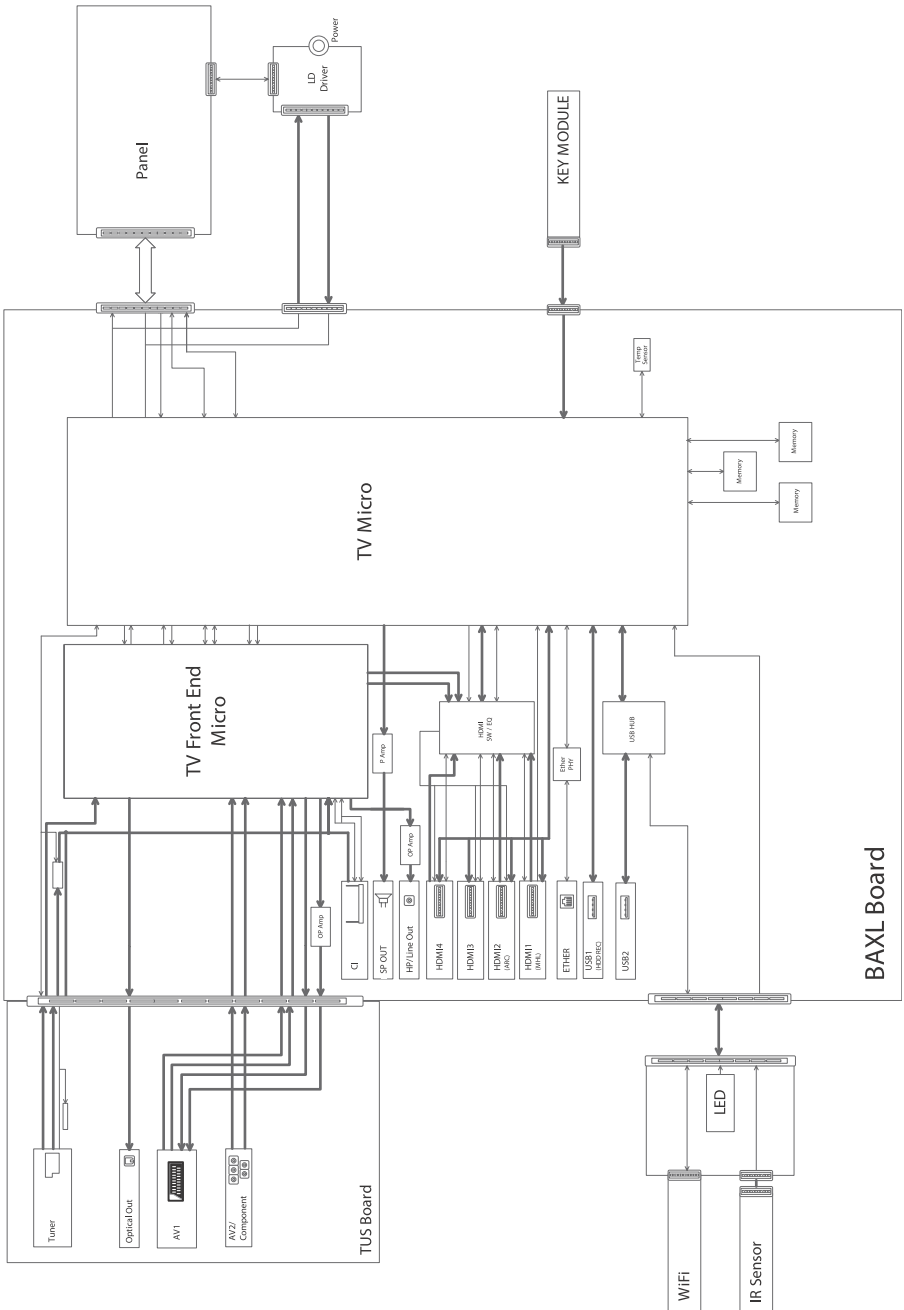 Panel
LD
Driver
Power
KEY MODULE
Temp
Sensor
Memory
Memory
Memory
TV Micro
TV Front End
Micro
P Amp
OP Amp
OP Amp
HDMI
SW / EQ
Ether
PHY
USB HUB
CI
SP OUT
HP/Line Out
HDMI4
HDMI3
HDMI2
(ARC)
HDMI1
(MHL)
ETHER
USB1
(HDD REC)
USB2
BAXL Board
Tuner
Optical Out
AV1
AV2/
Component
TUS Board
LED
WiFi
IR Sensor